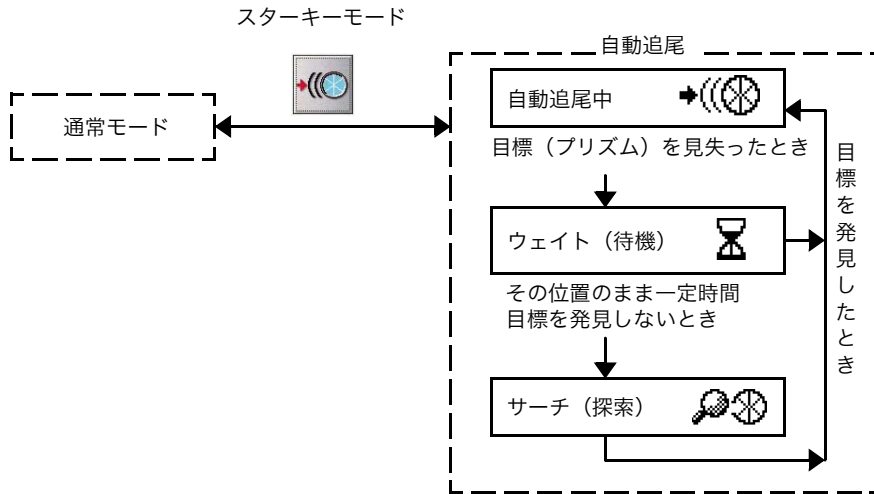 スターキーモード
自動追尾
通常モード
自動追尾中
目標（プリズム）を見失ったとき
ウェイト（待機）
その位置のまま一定時間
目標を発見しないとき
サーチ（探索）
目標を発見したとき